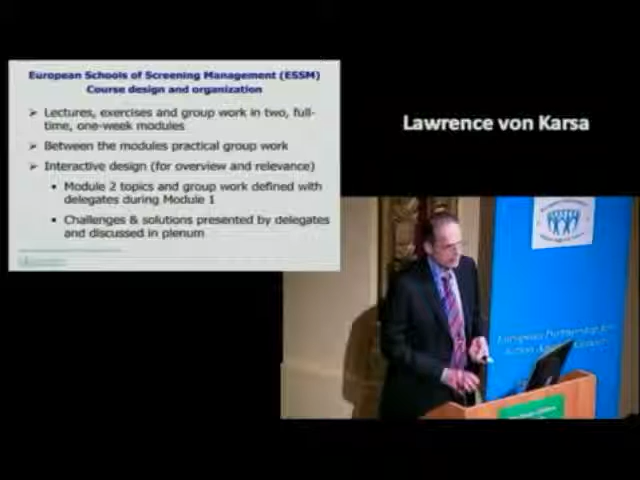 European Schools of Screening Management (ESSM)
Course design and organization
➢ Lectures, exercises and group work in two, full-
time, one-week modules
➢ Between the modules practical group work
➢ Interactive design (for overview and relevance)
• Module 2 topics and group work defined with
delegates during Module 1
• Challenges & solutions presented by delegates
and discussed in plenum
Lawrence von Karsa
European Partnership for
Action Against Cancer